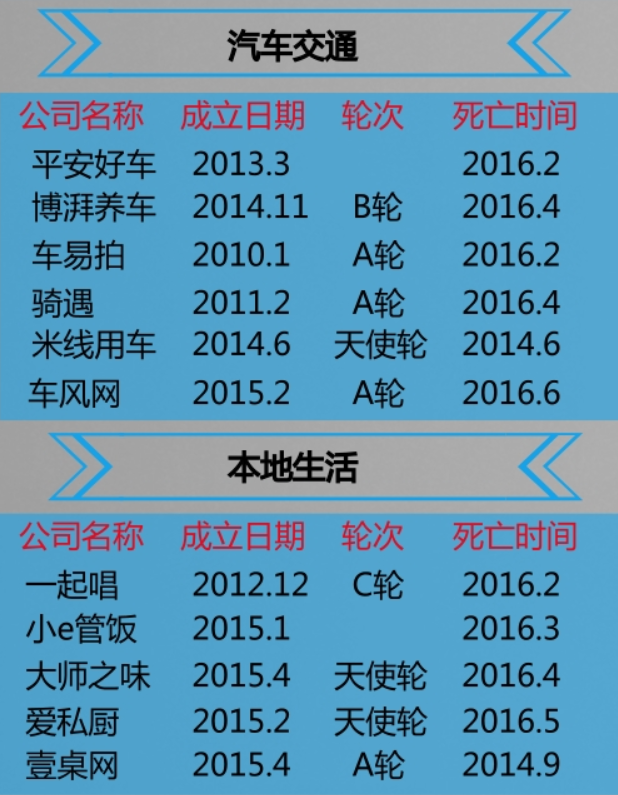 汽车交通
公司名称 成立日期 轮次 死亡时间
平安好车 2013.3 2016.2
博湃养车 2014.11 B轮 2016.4
车易拍 2010.1 A轮 2016.2
骑遇 2011.2 A轮 2016.4
米线用车 2014.6 天使轮 2014.6
车风网 2015.2 A轮 2016.6
本地生活
公司名称 成立日期 轮次 死亡时间
一起唱 2012.12 C轮 2016.2
小e管饭 2015.1 2016.3
大师之味 2015.4 天使轮 2016.4
爱私厨 2015.2 天使轮 2016.5
壹桌网 2015.4 A轮 2014.9